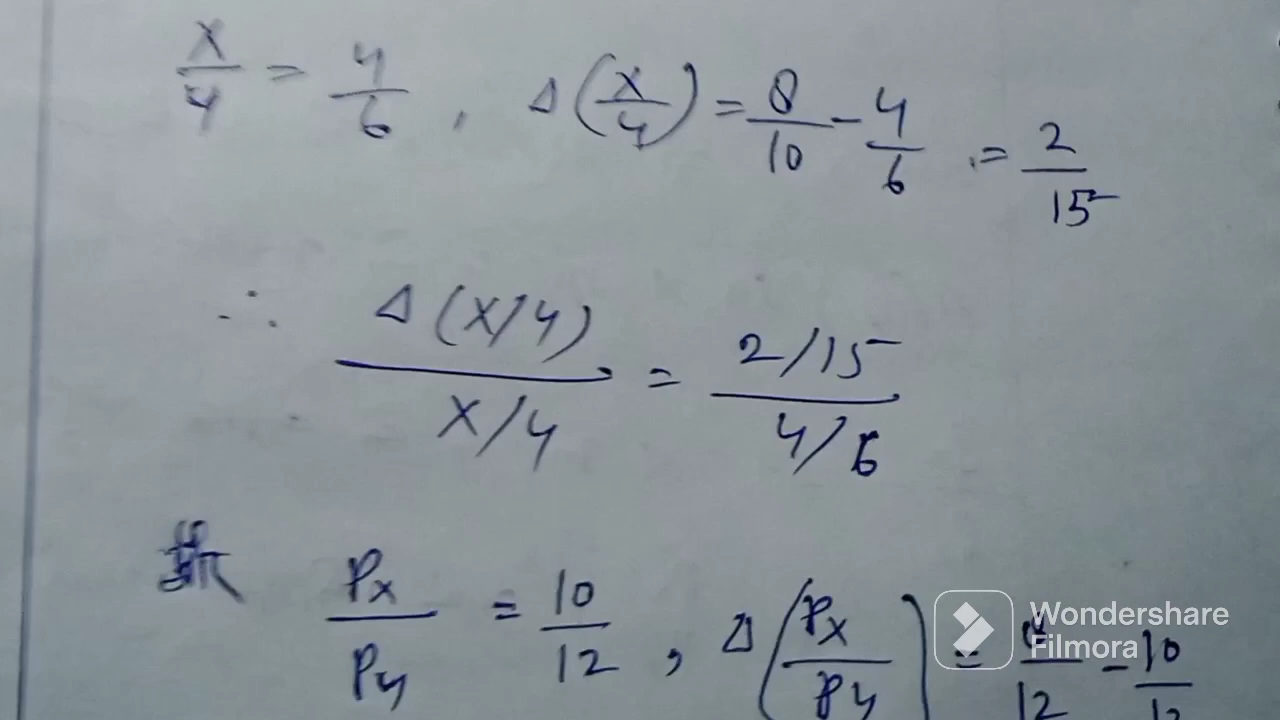 x/y = 4/6, Δ(x/y) = 8/10 - 4/6 = 2/15
∴ Δ(x/y) / x/y = 2/15 / 4/6
Px/Py = 10/12, Δ(Px/Py) = /12 - 10/12
Wondershare
Filmora